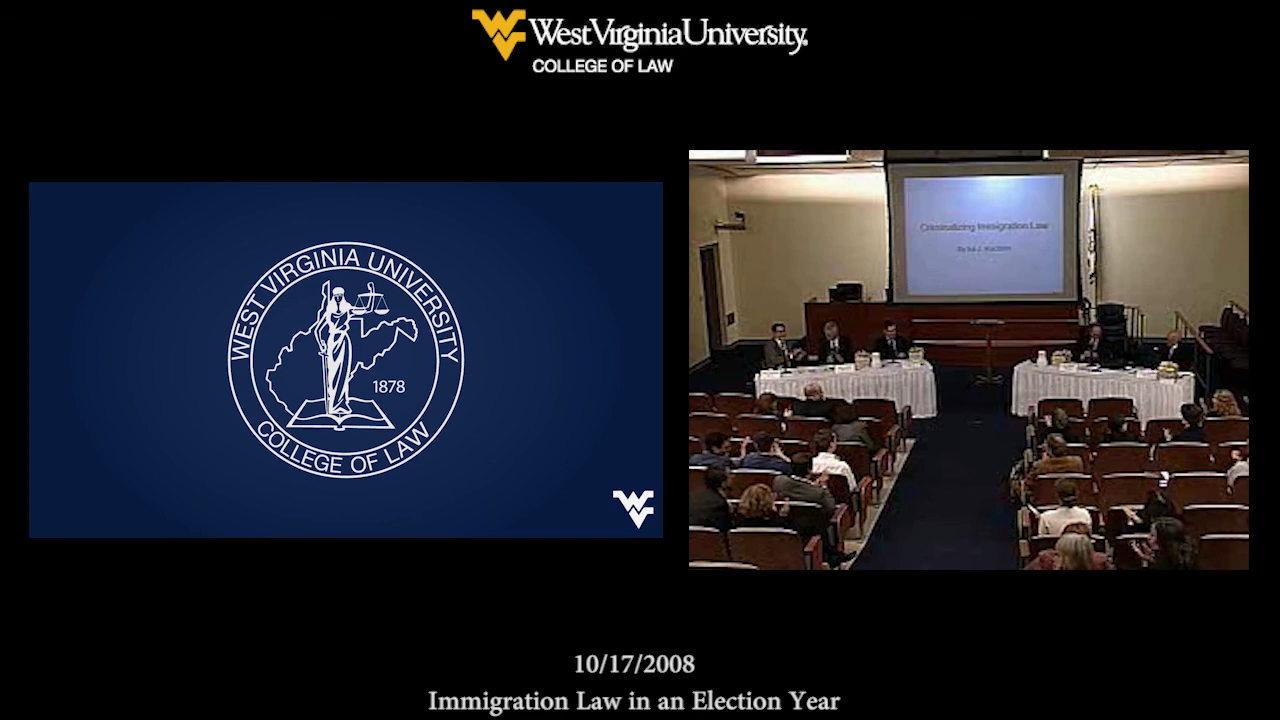 West Virginia University.
COLLEGE OF LAW
WEST VIRGINIA UNIVERSITY
1878
COLLEGE OF LAW
Criminalizing Immigration Law
10/17/2008
Immigration Law in an Election Year